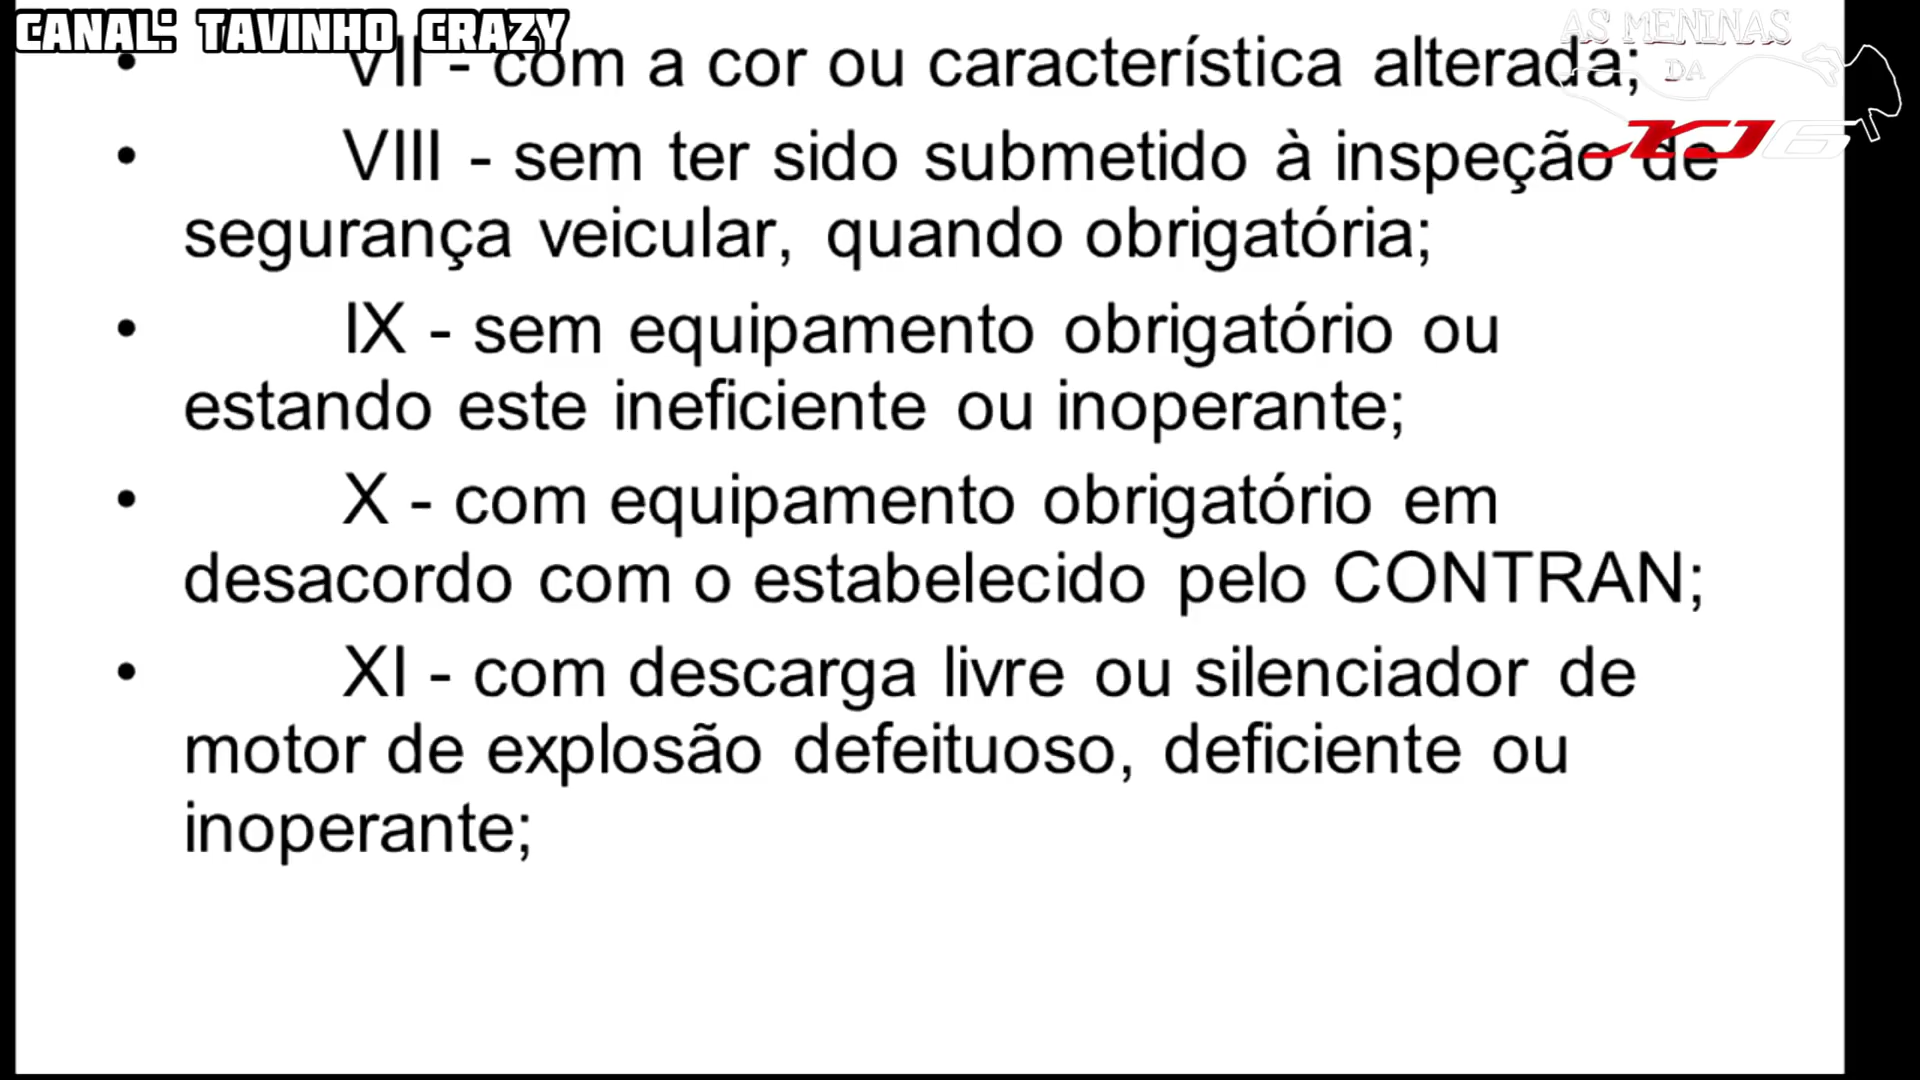 CANAL: TAVINHO CRAZY
AS MENINAS
DA
XJ6
• VII - com a cor ou característica alterada;
• VIII - sem ter sido submetido à inspeção de
segurança veicular, quando obrigatória;
• IX - sem equipamento obrigatório ou
estando este ineficiente ou inoperante;
• X - com equipamento obrigatório em
desacordo com o estabelecido pelo CONTRAN;
• XI - com descarga livre ou silenciador de
motor de explosão defeituoso, deficiente ou
inoperante;